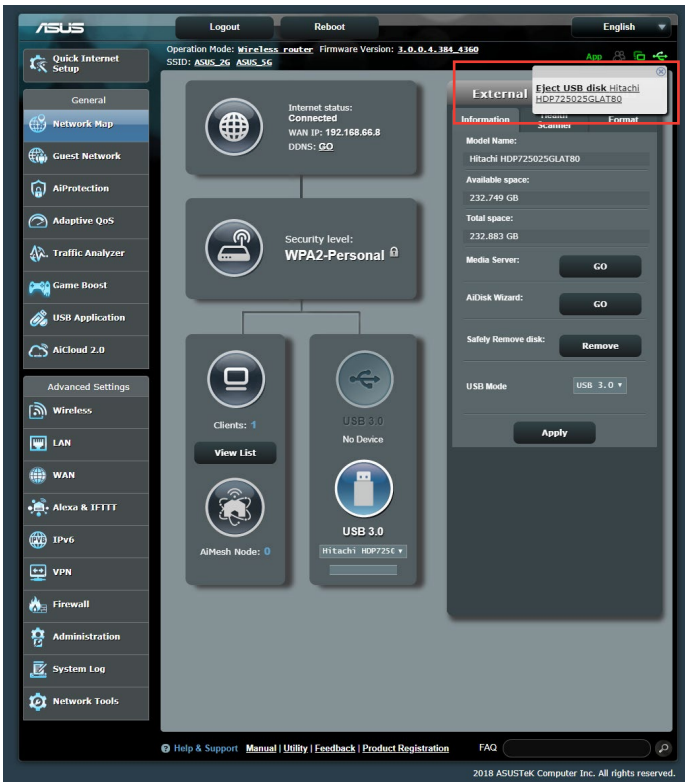 ASUS
Logout
Reboot
English
Quick Internet
Setup
Operation Mode: Wireless router Firmware Version: 3.0.0.4.384_4360
SSID: ASUS_2G ASUS_5G
App
General
Network Map
Guest Network
AiProtection
Adaptive QoS
Traffic Analyzer
Game Boost
USB Application
AiCloud 2.0
Advanced Settings
Wireless
LAN
WAN
Alexa & IFTTT
IPv6
VPN
Firewall
Administration
System Log
Network Tools
Internet status:
Connected
WAN IP: 192.168.66.8
DDNS: GO
Security level:
WPA2-Personal
Clients: 1
View List
AiMesh Node: 0
USB 3.0
No Device
USB 3.0
Hitachi HDP725
External
Eject USB disk Hitachi
HDP725025GLAT80
Information
Health
Scanner
Format
Model Name:
Hitachi HDP725025GLAT80
Available space:
232.749 GB
Total space:
232.883 GB
Media Server:
GO
AiDisk Wizard:
GO
Safely Remove disk:
Remove
USB Mode
USB 3.0
Apply
Help & Support Manual | Utility | Feedback | Product Registration
FAQ
2018 ASUSTeK Computer Inc. All rights reserved.